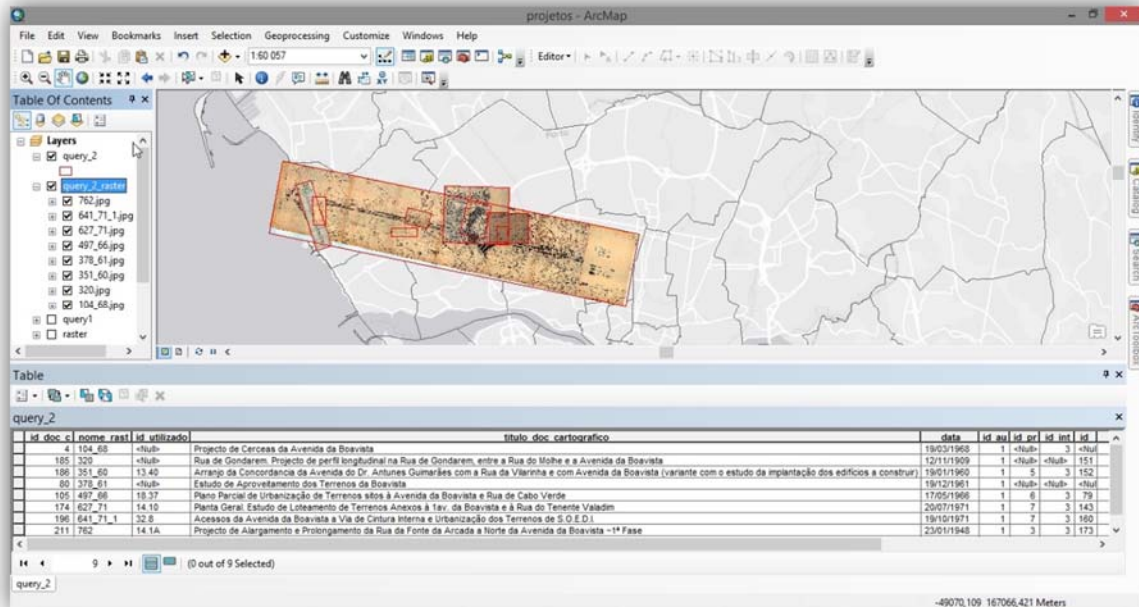 projetos - ArcMap
File Edit View Bookmarks Insert Selection Geoprocessing Customize Windows Help
1:60 057
Editor
Table Of Contents
Layers
query_2
query_2_raster
762.jpg
641_71_1.jpg
627_71.jpg
497_66.jpg
378_61.jpg
351_60.jpg
320.jpg
104_68.jpg
query1
raster
Porto
Identify
Catalog
Search
ArcToolbox
Table
query_2
id_doc_c nome_rast id_utilizado titulo_doc_cartografico data id_au id_pr id_int id
4 104_68 <Null> Projecto de Cerceas da Avenida da Boavista 19/03/1968 1 <Null> 3 <Nul
185 320 <Null> Rua de Gondarem. Projecto de perfil longitudinal na Rua de Gondarem, entre a Rua do Molhe e a Avenida da Boavista 12/11/1909 1 <Null> <Null> 151
186 351_60 13.40 Arranjo da Concordancia da Avenida do Dr. Antunes Guimarães com a Rua da Vilarinha e com Avenida da Boavista (variante com o estudo da implantação dos edifícios a construir) 19/01/1960 1 5 3 152
80 378_61 <Null> Estudo de Aproveitamento dos Terrenos da Boavista 19/12/1961 1 <Null> <Null> <Nul
105 497_66 18.37 Plano Parcial de Urbanização de Terrenos sitos à Avenida da Boavista e Rua de Cabo Verde 17/05/1966 1 6 3 79
174 627_71 14.10 Planta Geral. Estudo de Loteamento de Terrenos Anexos à 1av. da Boavista e à Rua do Tenente Valadim 20/07/1971 1 7 3 143
196 641_71_1 32.8 Acessos da Avenida da Boavista a Via de Cintura Interna e Urbanização dos Terrenos de S.O.E.D.I. 19/10/1971 1 7 3 160
211 762 14.1A Projecto de Alargamento e Prolongamento da Rua da Fonte da Arcada a Norte da Avenida da Boavista ~1ª Fase 23/01/1948 1 3 3 173
9 (0 out of 9 Selected)
query_2
-49070,109 167066,421 Meters